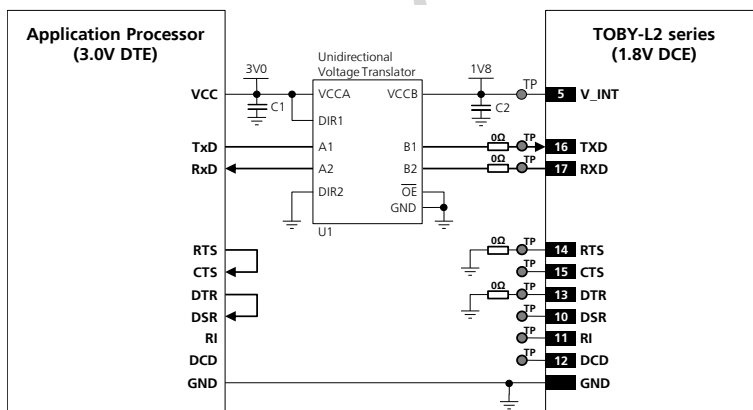 Application Processor
(3.0V DTE)
TOBY-L2 series
(1.8V DCE)
Unidirectional
Voltage Translator
3V0
1V8
TP
VCC
VCCA
VCCB
5
V_INT
C1
C2
DIR1
0Ω
TP
TxD
A1
B1
16
TXD
0Ω
TP
RxD
A2
B2
17
RXD
DIR2
OE
GND
U1
0Ω
TP
RTS
14
RTS
TP
CTS
15
CTS
0Ω
TP
DTR
13
DTR
TP
DSR
10
DSR
TP
RI
11
RI
TP
DCD
12
DCD
GND
GND